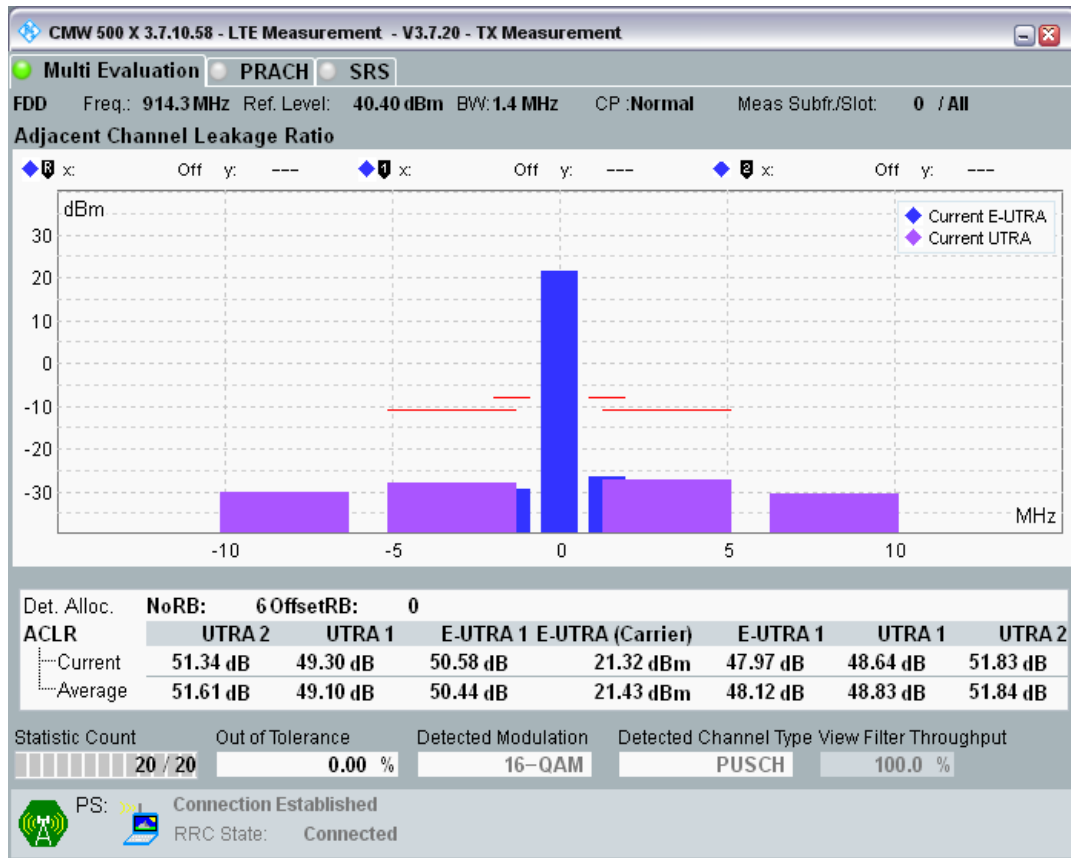 CMW 500 X 3.7.10.58 - LTE Measurement - V3.7.20 - TX Measurement
Multi Evaluation PRACH SRS
FDD Freq.: 914.3 MHz Ref. Level: 40.40 dBm BW: 1.4 MHz CP :Normal Meas Subfr./Slot: 0 / All
Adjacent Channel Leakage Ratio
R x: Off y: --- 1 x: Off y: --- 2 x: Off y: ---
dBm
Current E-UTRA
Current UTRA
30
20
10
0
-10
-20
-30
MHz
-10 -5 0 5 10
Det. Alloc. NoRB: 6 OffsetRB: 0
ACLR UTRA 2 UTRA 1 E-UTRA 1 E-UTRA (Carrier) E-UTRA 1 UTRA 1 UTRA 2
Current 51.34 dB 49.30 dB 50.58 dB 21.32 dBm 47.97 dB 48.64 dB 51.83 dB
Average 51.61 dB 49.10 dB 50.44 dB 21.43 dBm 48.12 dB 48.83 dB 51.84 dB
Statistic Count Out of Tolerance Detected Modulation Detected Channel Type View Filter Throughput
20 / 20 0.00 % 16-QAM PUSCH 100.0 %
PS: Connection Established
RRC State: Connected